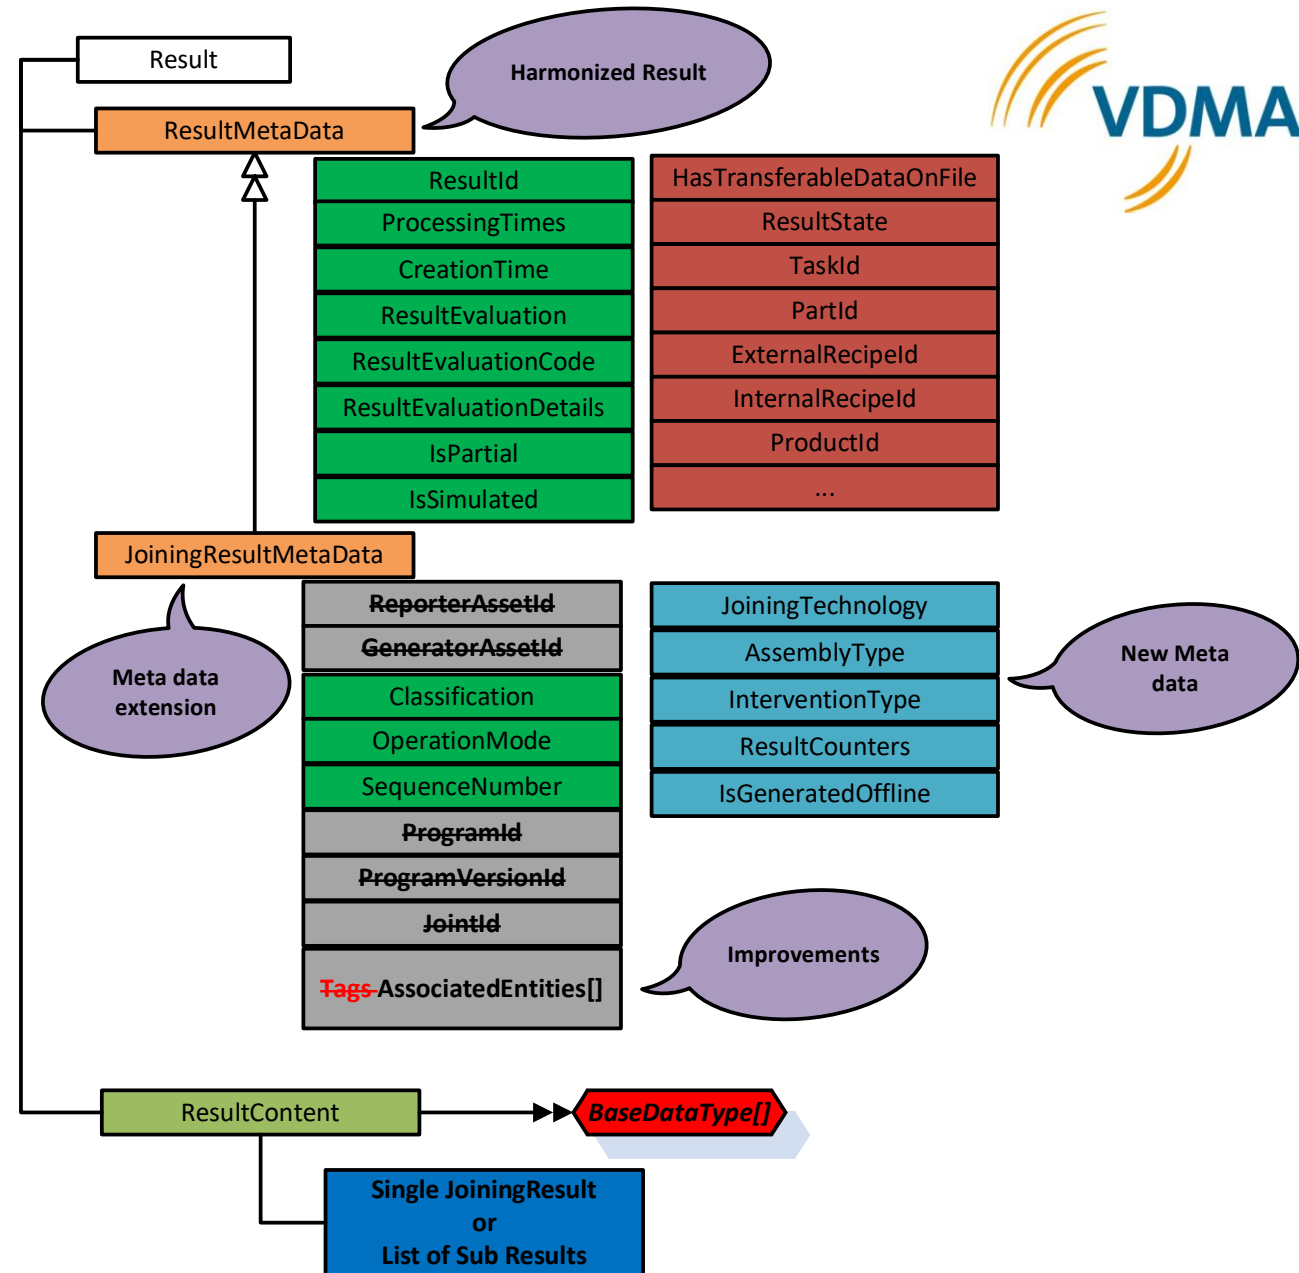 Result
Harmonized Result
VDMA
ResultMetaData
ResultId
ProcessingTimes
CreationTime
ResultEvaluation
ResultEvaluationCode
ResultEvaluationDetails
IsPartial
IsSimulated
HasTransferableDataOnFile
ResultState
TaskId
PartId
ExternalRecipeId
InternalRecipeId
ProductId
...
JoiningResultMetaData
Meta data
extension
ReporterAssetId
GeneratorAssetId
Classification
OperationMode
SequenceNumber
ProgramId
ProgramVersionId
JointId
Tags AssociatedEntities[]
JoiningTechnology
AssemblyType
InterventionType
ResultCounters
IsGeneratedOffline
New Meta
data
Improvements
ResultContent
BaseDataType[]
Single JoiningResult
or
List of Sub Results